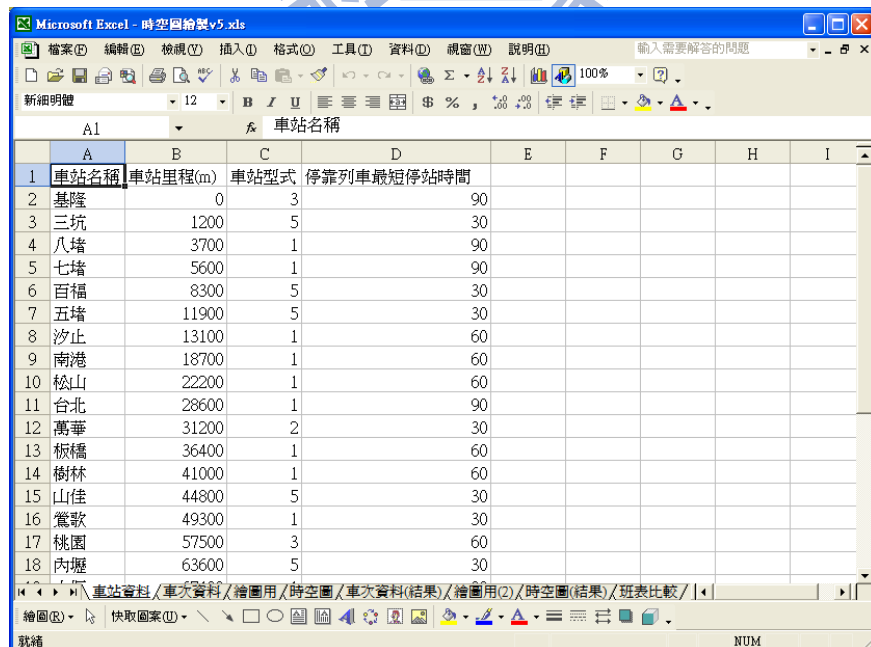 Microsoft Excel - 時空圖繪製v5.xls
檔案(F) 編輯(E) 檢視(V) 插入(I) 格式(O) 工具(T) 資料(D) 視窗(W) 說明(H) 輸入需要解答的問題
100%
新細明體 12 B I U $ % ,
A1 fx 車站名稱
A B C D E F G H I
1 車站名稱 車站里程(m) 車站型式 停靠列車最短停站時間
2 基隆 0 3 90
3 三坑 1200 5 30
4 八堵 3700 1 90
5 七堵 5600 1 90
6 百福 8300 5 30
7 五堵 11900 5 30
8 汐止 13100 1 60
9 南港 18700 1 60
10 松山 22200 1 60
11 台北 28600 1 90
12 萬華 31200 2 30
13 板橋 36400 1 60
14 樹林 41000 1 60
15 山佳 44800 5 30
16 鶯歌 49300 1 30
17 桃園 57500 3 60
18 內壢 63600 5 30
車站資料 / 車次資料 / 繪圖用 / 時空圖 / 車次資料(結果) / 繪圖用(2) / 時空圖(結果) / 班表比較 /
繪圖(R) 快取圖案(U)
就緒 NUM